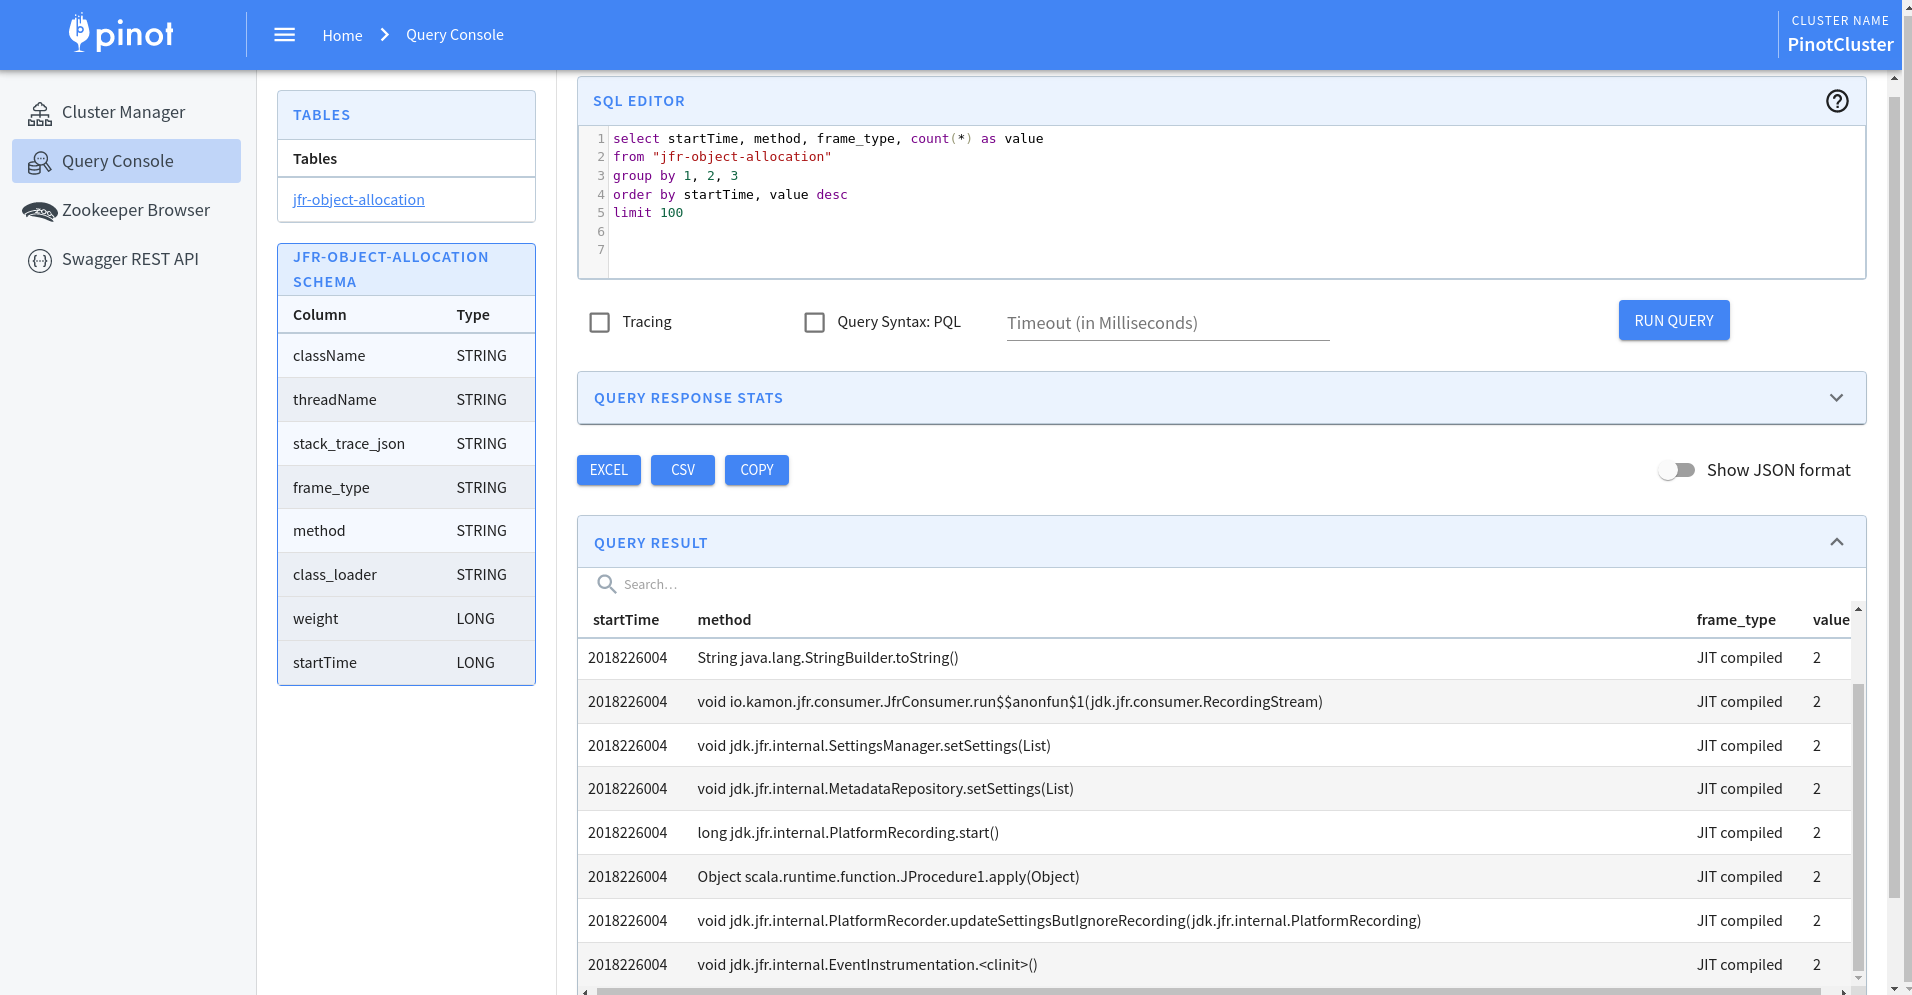 pinot
Home
Query Console
CLUSTER NAME
PinotCluster
Cluster Manager
Query Console
Zookeeper Browser
Swagger REST API
TABLES
Tables
jfr-object-allocation
JFR-OBJECT-ALLOCATION
SCHEMA
Column Type
className STRING
threadName STRING
stack_trace_json STRING
frame_type STRING
method STRING
class_loader STRING
weight LONG
startTime LONG
SQL EDITOR
1 select startTime, method, frame_type, count(*) as value
2 from "jfr-object-allocation"
3 group by 1, 2, 3
4 order by startTime, value desc
5 limit 100
6
7
Tracing
Query Syntax: PQL
Timeout (in Milliseconds)
RUN QUERY
QUERY RESPONSE STATS
EXCEL
CSV
COPY
Show JSON format
QUERY RESULT
Search...
startTime method frame_type value
2018226004 String java.lang.StringBuilder.toString() JIT compiled 2
2018226004 void io.kamon.jfr.consumer.JfrConsumer.run$$anonfun$1(jdk.jfr.consumer.RecordingStream) JIT compiled 2
2018226004 void jdk.jfr.internal.SettingsManager.setSettings(List) JIT compiled 2
2018226004 void jdk.jfr.internal.MetadataRepository.setSettings(List) JIT compiled 2
2018226004 long jdk.jfr.internal.PlatformRecording.start() JIT compiled 2
2018226004 Object scala.runtime.function.JProcedure1.apply(Object) JIT compiled 2
2018226004 void jdk.jfr.internal.PlatformRecorder.updateSettingsButIgnoreRecording(jdk.jfr.internal.PlatformRecording) JIT compiled 2
2018226004 void jdk.jfr.internal.EventInstrumentation.<clinit>() JIT compiled 2